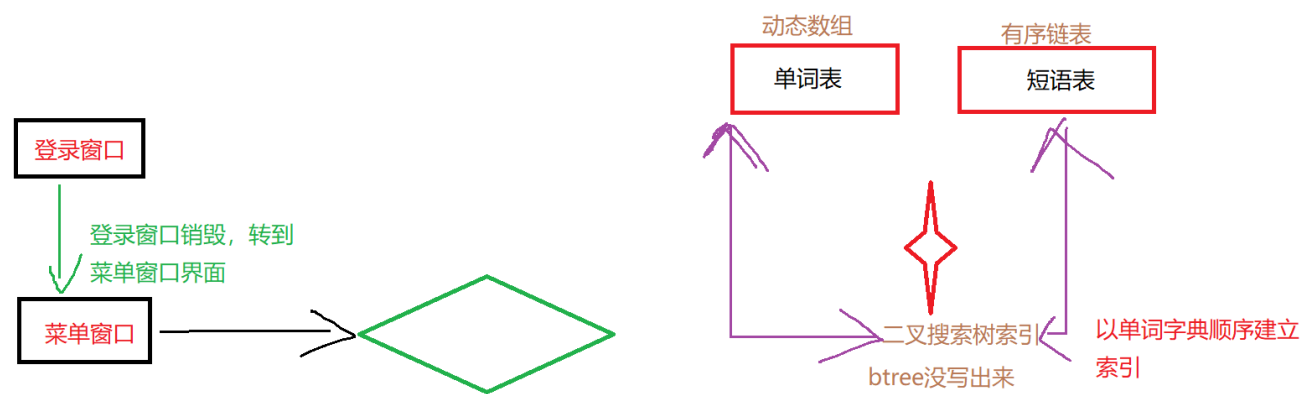 登录窗口
登录窗口销毁，转到
菜单窗口界面
菜单窗口
动态数组
单词表
有序链表
短语表
二叉搜索树索引
btree没写出来
以单词字典顺序建立
索引